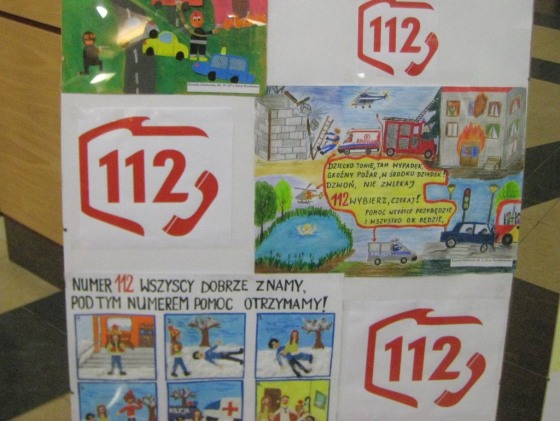 112
112
DZIECKO TONIE, TAM WYPADEK,
GROŹNY POŻAR, W ŚRODKU DZIADEK!
DZWOŃ, NIE ZWLEKAJ
112 WYBIERZ, CZEKAJ!
POMOC WKRÓTCE PRZYBĘDZIE
I WSZYSTKO OK BĘDZIE.
NUMER 112 WSZYSCY DOBRZE ZNAMY,
POD TYM NUMEREM POMOC OTRZYMAMY!
112